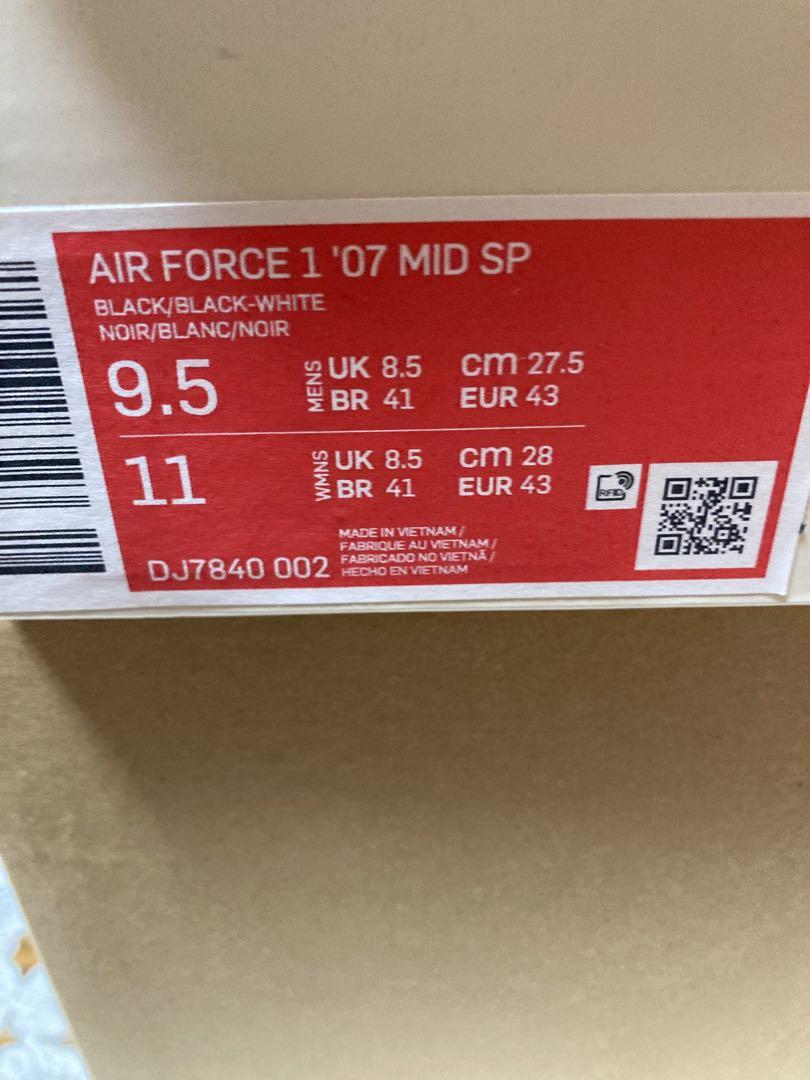 AIR FORCE 1 '07 MID SP
BLACK/BLACK-WHITE
NOIR/BLANC/NOIR
9.5 MENS UK 8.5 cm 27.5
BR 41 EUR 43
11 WMNS UK 8.5 cm 28
BR 41 EUR 43
RFID
MADE IN VIETNAM /
FABRIQUE AU VIETNAM /
FABRICADO NO VIETNÃ /
HECHO EN VIETNAM
DJ7840 002